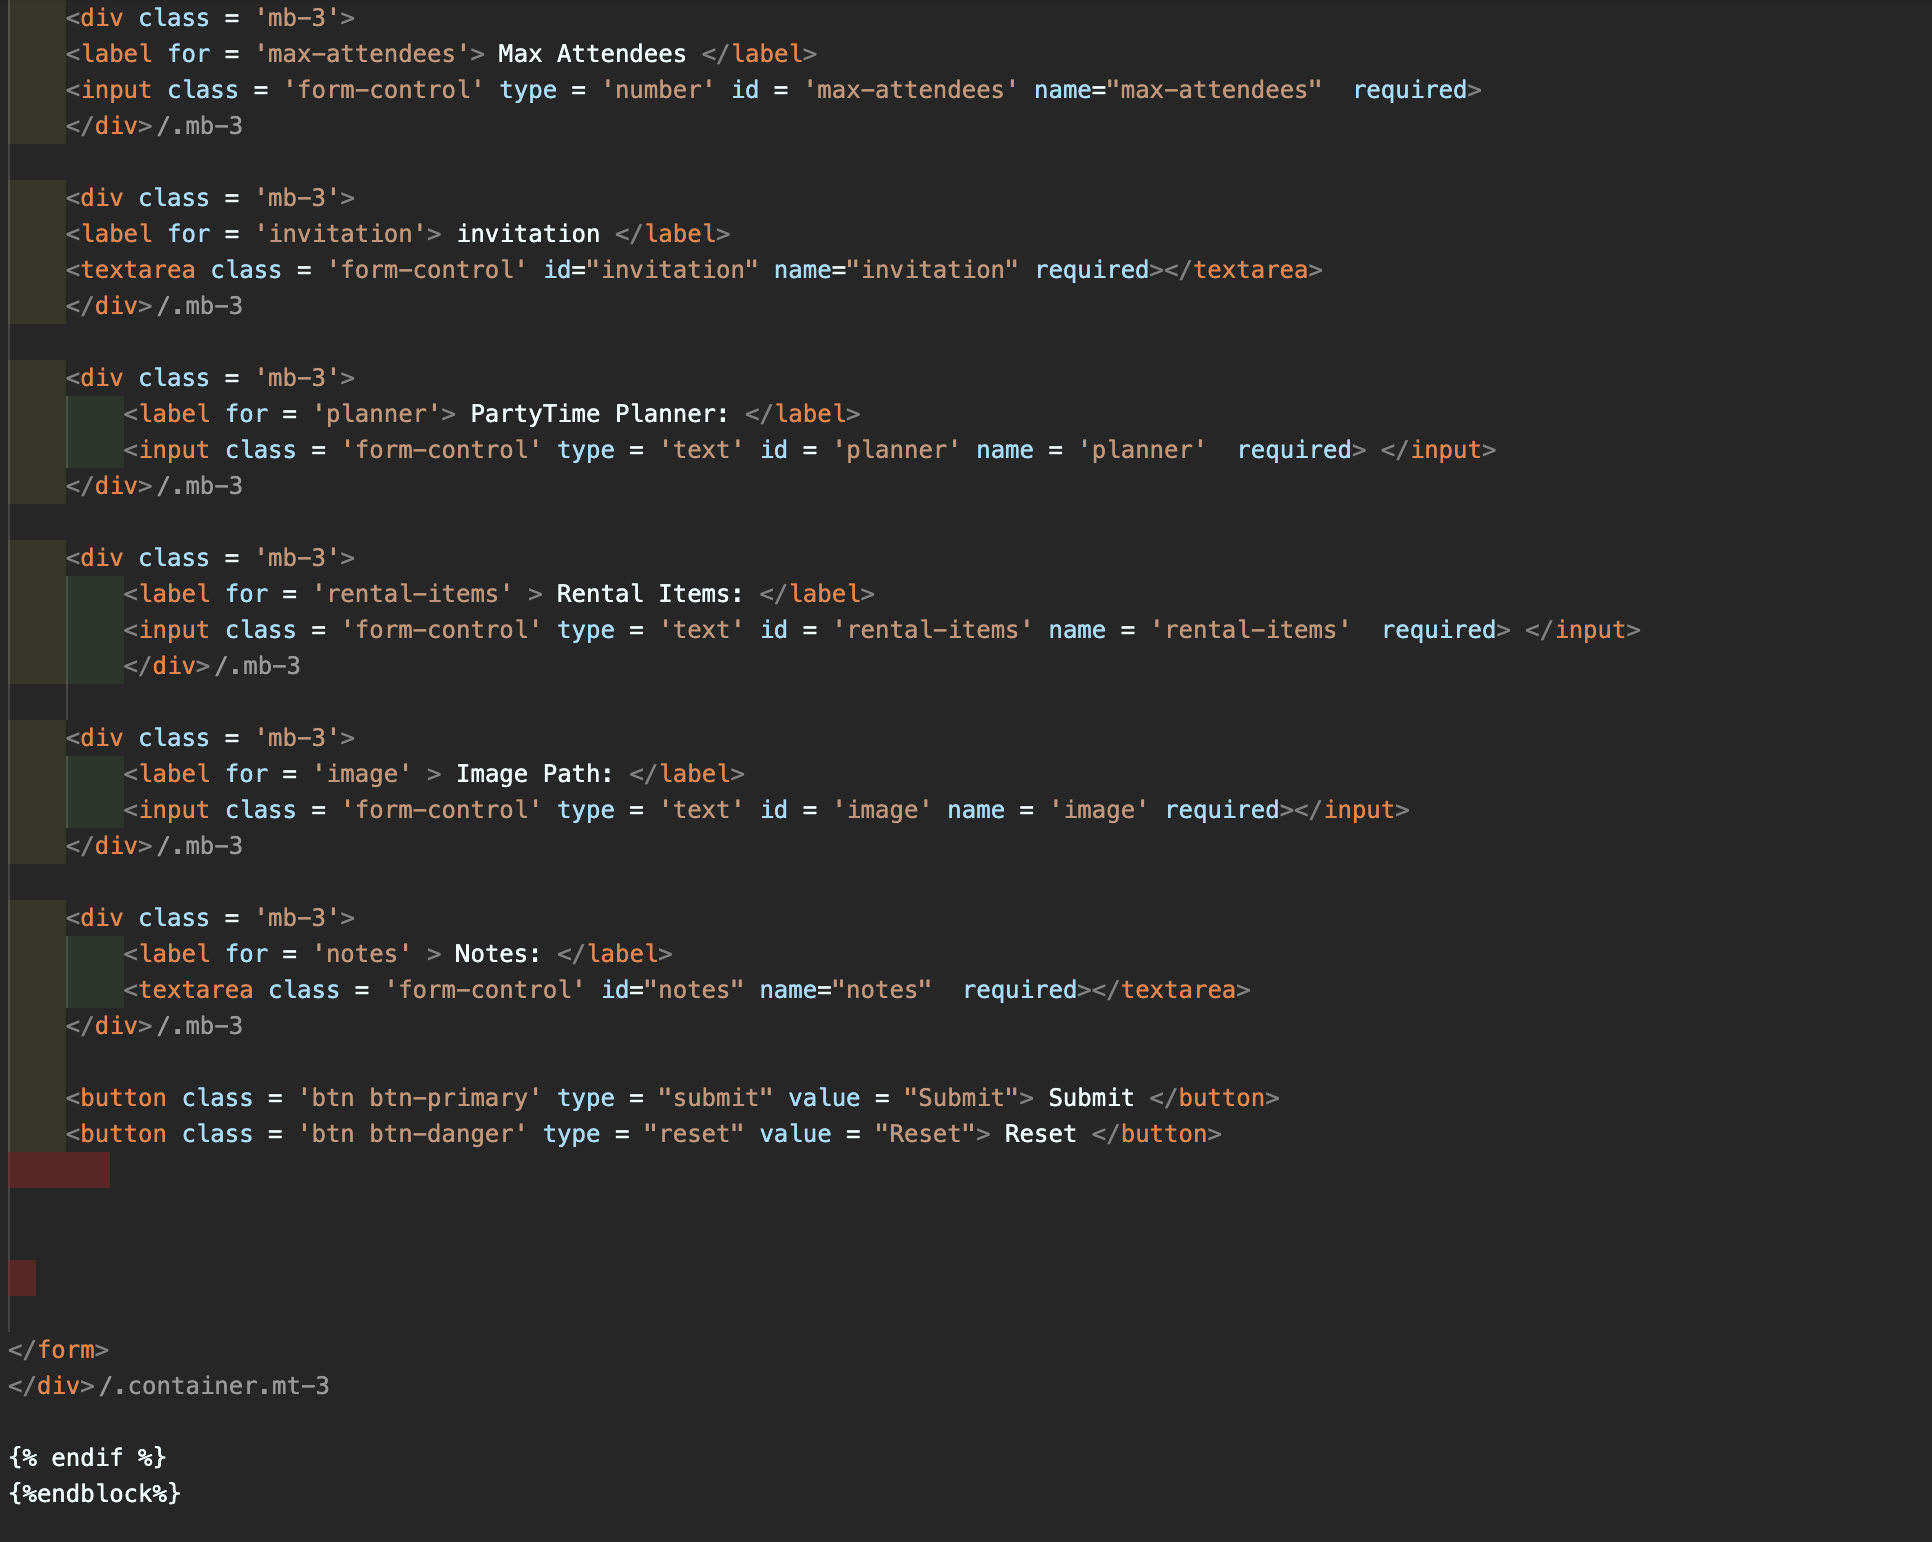 <div class = 'mb-3'>
<label for = 'max-attendees'> Max Attendees </label>
<input class = 'form-control' type = 'number' id = 'max-attendees' name="max-attendees"  required>
</div>/.mb-3
<div class = 'mb-3'>
<label for = 'invitation'> invitation </label>
<textarea class = 'form-control' id="invitation" name="invitation" required></textarea>
</div>/.mb-3
<div class = 'mb-3'>
<label for = 'planner'> PartyTime Planner: </label>
<input class = 'form-control' type = 'text' id = 'planner' name = 'planner'  required> </input>
</div>/.mb-3
<div class = 'mb-3'>
<label for = 'rental-items' > Rental Items: </label>
<input class = 'form-control' type = 'text' id = 'rental-items' name = 'rental-items'  required> </input>
</div>/.mb-3
<div class = 'mb-3'>
<label for = 'image' > Image Path: </label>
<input class = 'form-control' type = 'text' id = 'image' name = 'image' required></input>
</div>/.mb-3
<div class = 'mb-3'>
<label for = 'notes' > Notes: </label>
<textarea class = 'form-control' id="notes" name="notes"  required></textarea>
</div>/.mb-3
<button class = 'btn btn-primary' type = "submit" value = "Submit"> Submit </button>
<button class = 'btn btn-danger' type = "reset" value = "Reset"> Reset </button>
</form>
</div>/.container.mt-3
{% endif %}
{%endblock%}